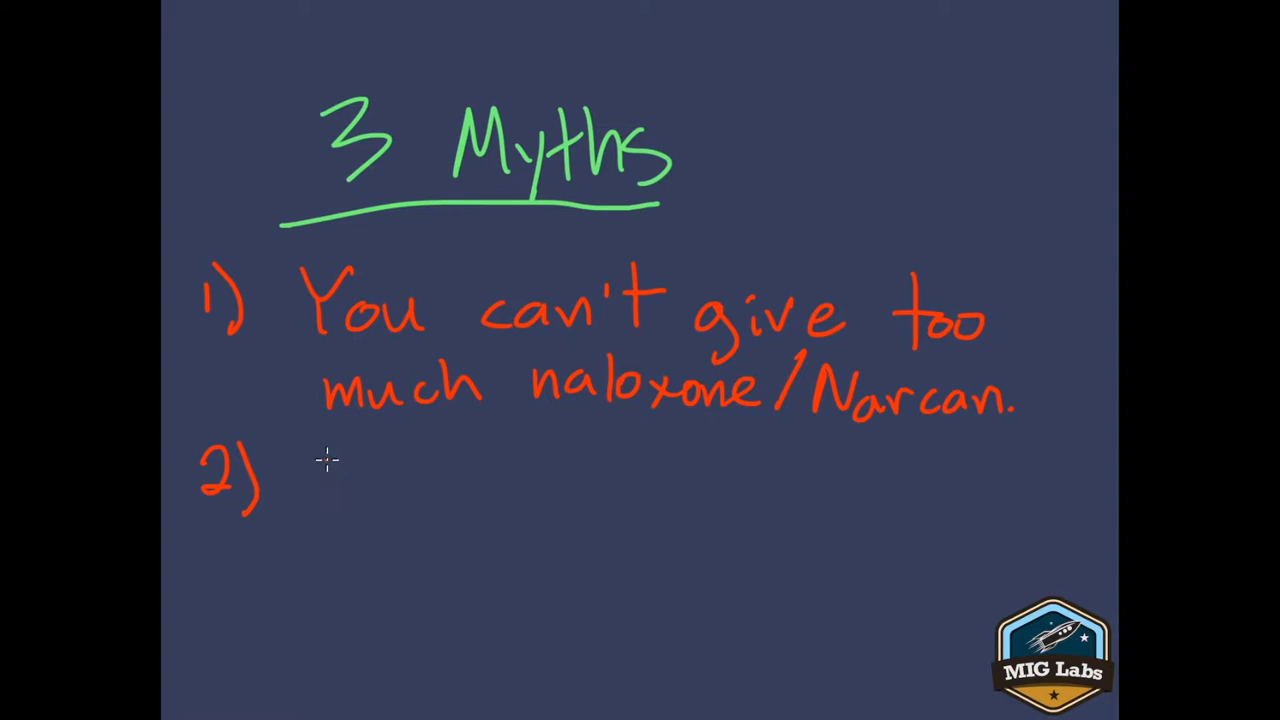 3 Myths
1) You can't give too
much naloxone/Narcan.
2)
MIG Labs